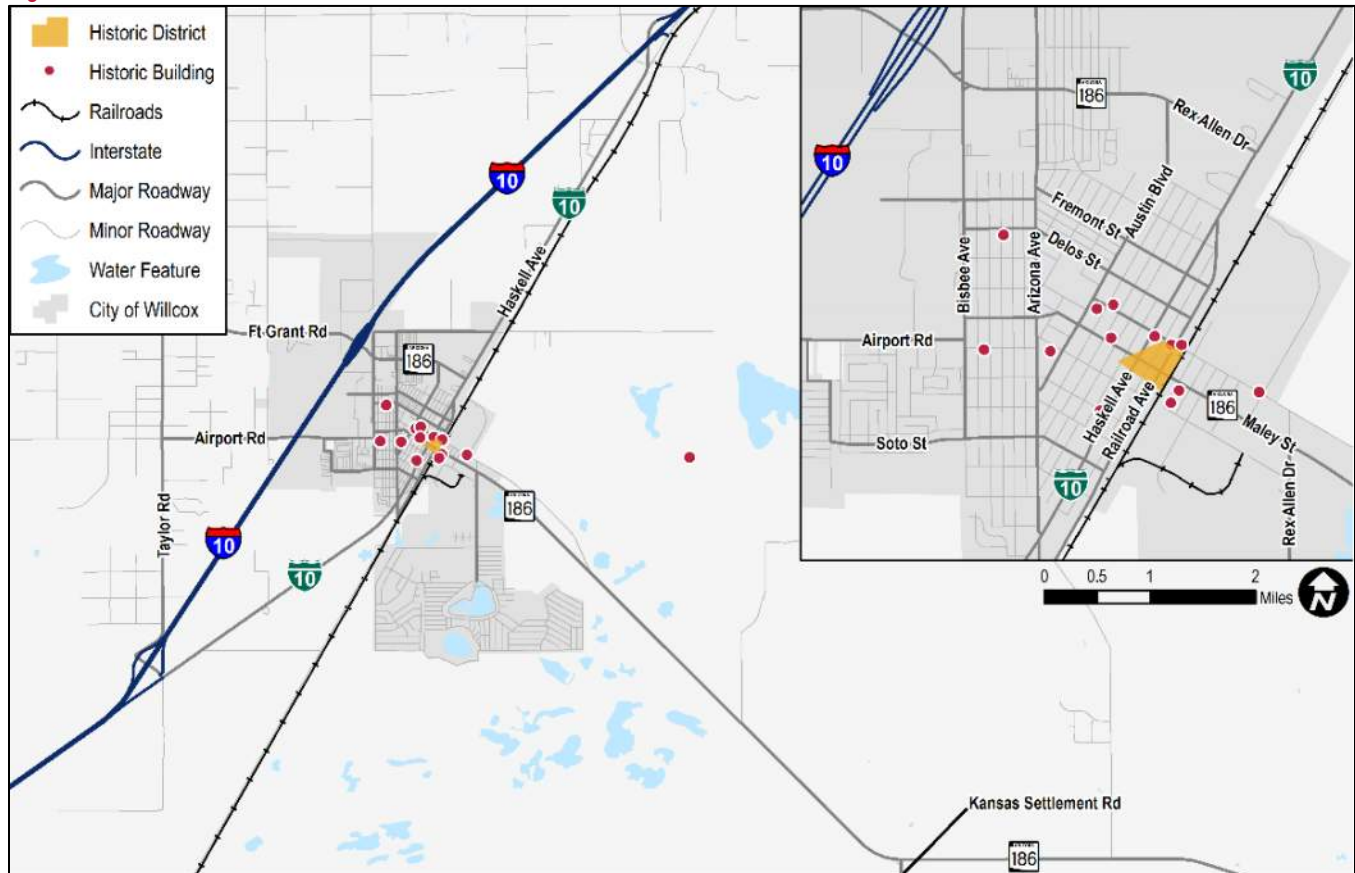 Historic District
Historic Building
Railroads
Interstate
Major Roadway
Minor Roadway
Water Feature
City of Willcox
10
10
Haskell Ave
Ft Grant Rd
186
Airport Rd
Taylor Rd
10
10
186
Kansas Settlement Rd
186
10
186
Rex Allen Dr
10
Fremont St
Austin Blvd
Delos St
Bisbee Ave
Arizona Ave
Airport Rd
Haskell Ave
Railroad Ave
186
Maley St
Soto St
10
Rex Allen Dr
0 0.5 1 2
Miles
N